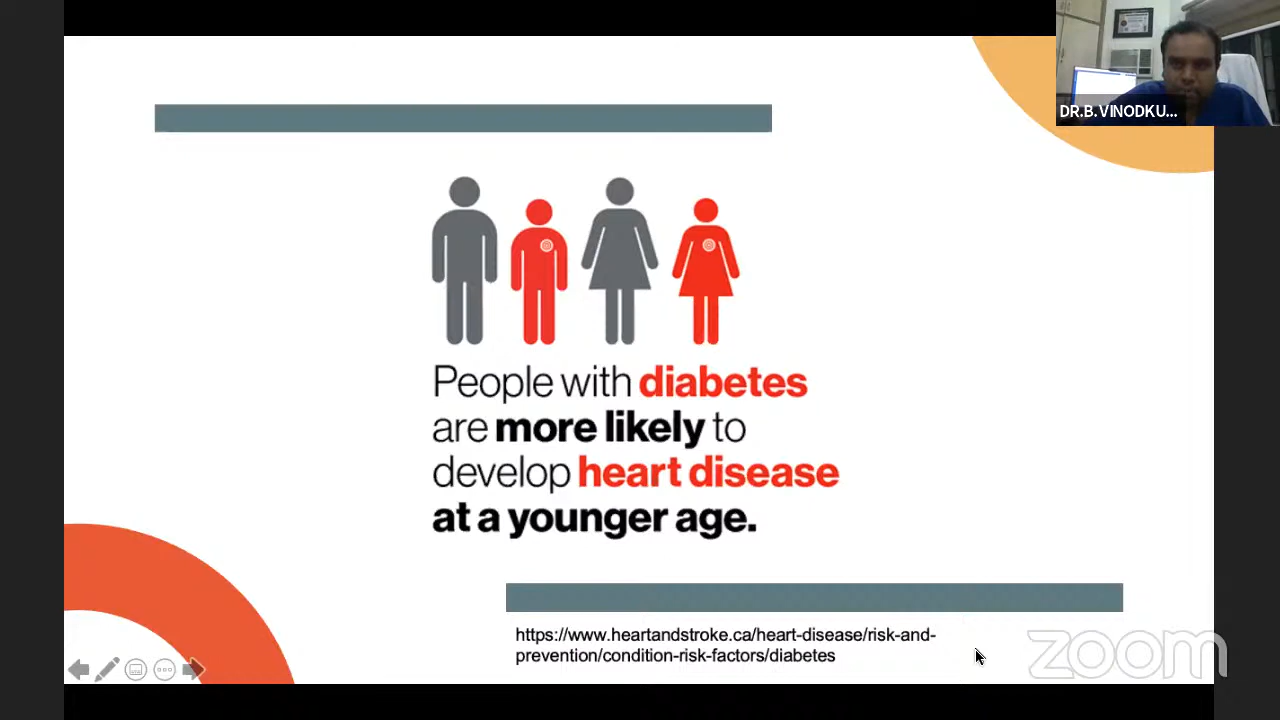 DR.B.VINODKU...
People with diabetes
are more likely to
develop heart disease
at a younger age.
https://www.heartandstroke.ca/heart-disease/risk-and-
prevention/condition-risk-factors/diabetes
zoom